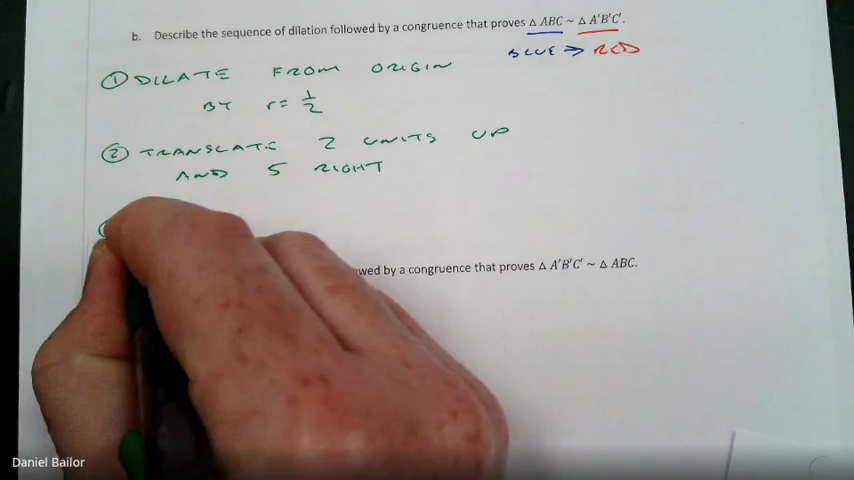 b. Describe the sequence of dilation followed by a congruence that proves △ ABC ~ △ A'B'C'.
BLUE ⇒ RED
① DILATE FROM ORIGIN
BY r = 1/2
② TRANSLATE 2 UNITS UP
AND 5 RIGHT
wed by a congruence that proves △ A'B'C' ~ △ ABC.
Daniel Bailor